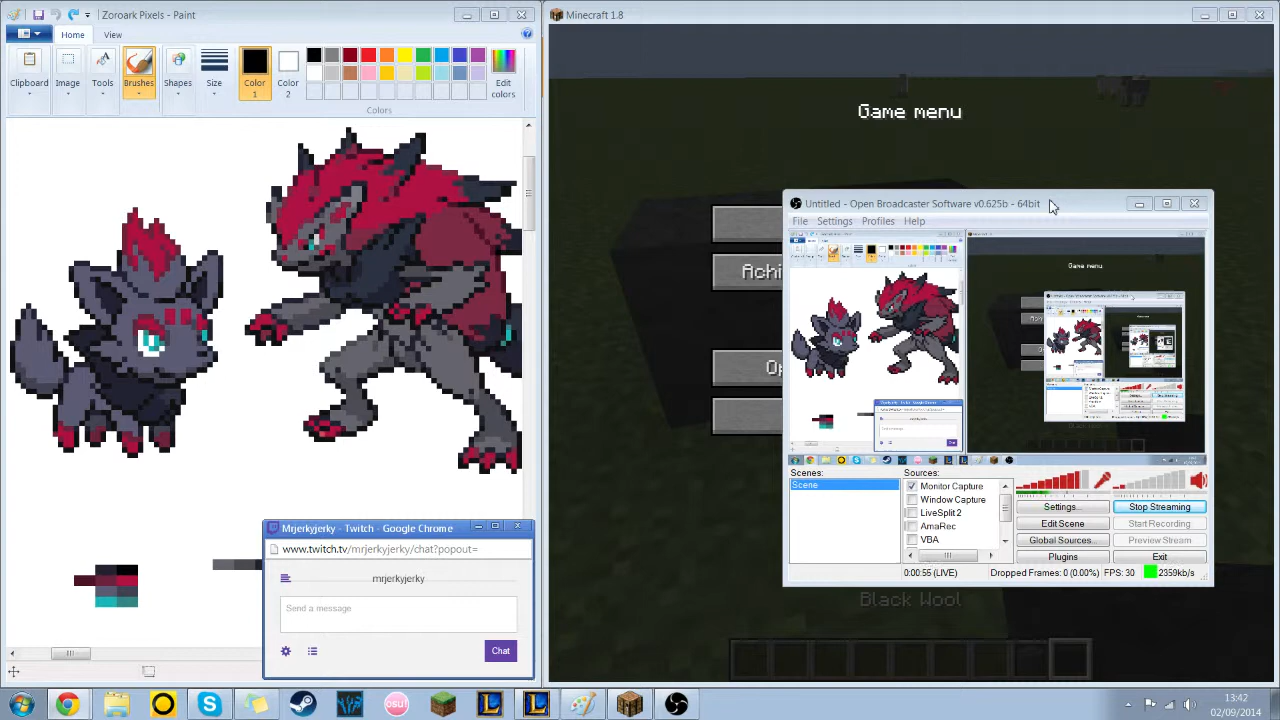 Zoroark Pixels - Paint
Home
View
Clipboard
Image
Tools
Brushes
Shapes
Size
Color
1
Color
2
Edit
colors
Colors
Mrjerkyjerky - Twitch - Google Chrome
www.twitch.tv/mrjerkyjerky/chat?popout=
mrjerkyjerky
Send a message
Chat
Minecraft 1.8
Game menu
Achi
Op
Black Wool
Untitled - Open Broadcaster Software v0.625b - 64bit
File Settings Profiles Help
Game menu
Scenes:
Scene
Sources:
Monitor Capture
Window Capture
LiveSplit 2
AmaRec
VBA
Settings...
Stop Streaming
Edit Scene
Start Recording
Global Sources...
Preview Stream
Plugins
Exit
0:00:55 (LIVE)
Dropped Frames: 0 (0.00%)
FPS: 30
2359kb/s
osu!
13:42
02/09/2014